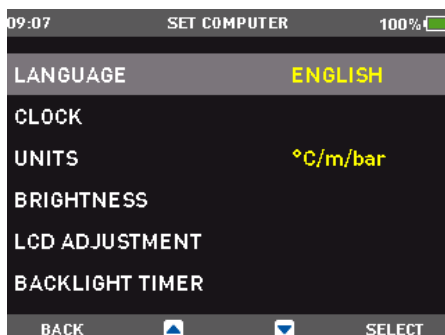 09:07 SET COMPUTER 100%
LANGUAGE ENGLISH
CLOCK
UNITS °C/m/bar
BRIGHTNESS
LCD ADJUSTMENT
BACKLIGHT TIMER
BACK SELECT